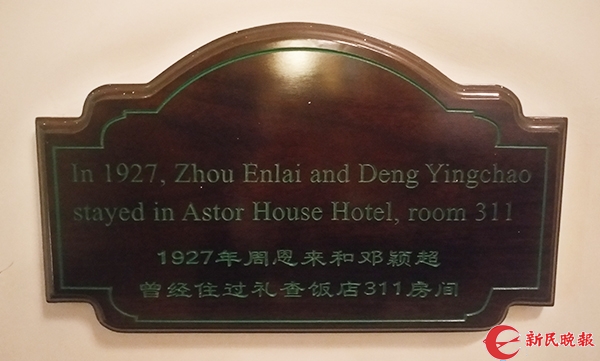 In 1927, Zhou Enlai and Deng Yingchao
stayed in Astor House Hotel, room 311
1927年周恩来和邓颖超
曾经住过礼查饭店311房间
新民晚报